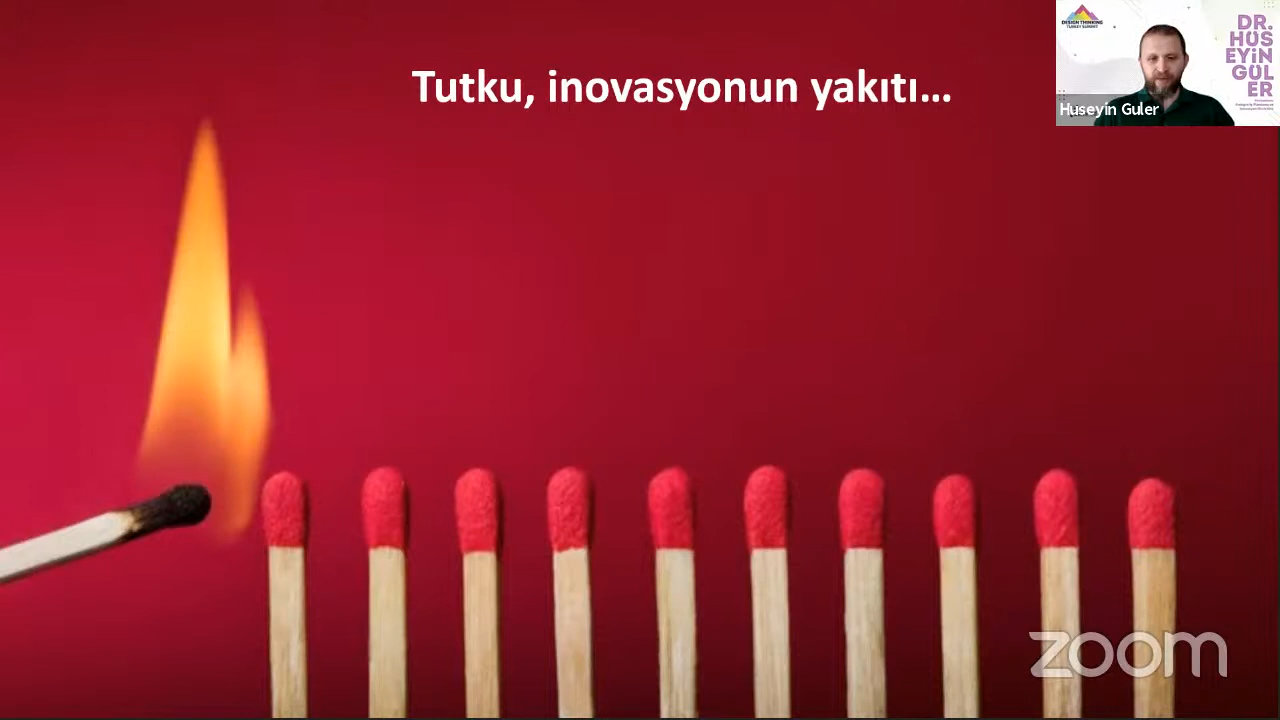 Tutku, inovasyonun yakıtı...
DESIGN THINKING
TURKEY SUMMIT
DR.
HÜS
EYİN
GÜL
ER
Huseyin Guler
zoom